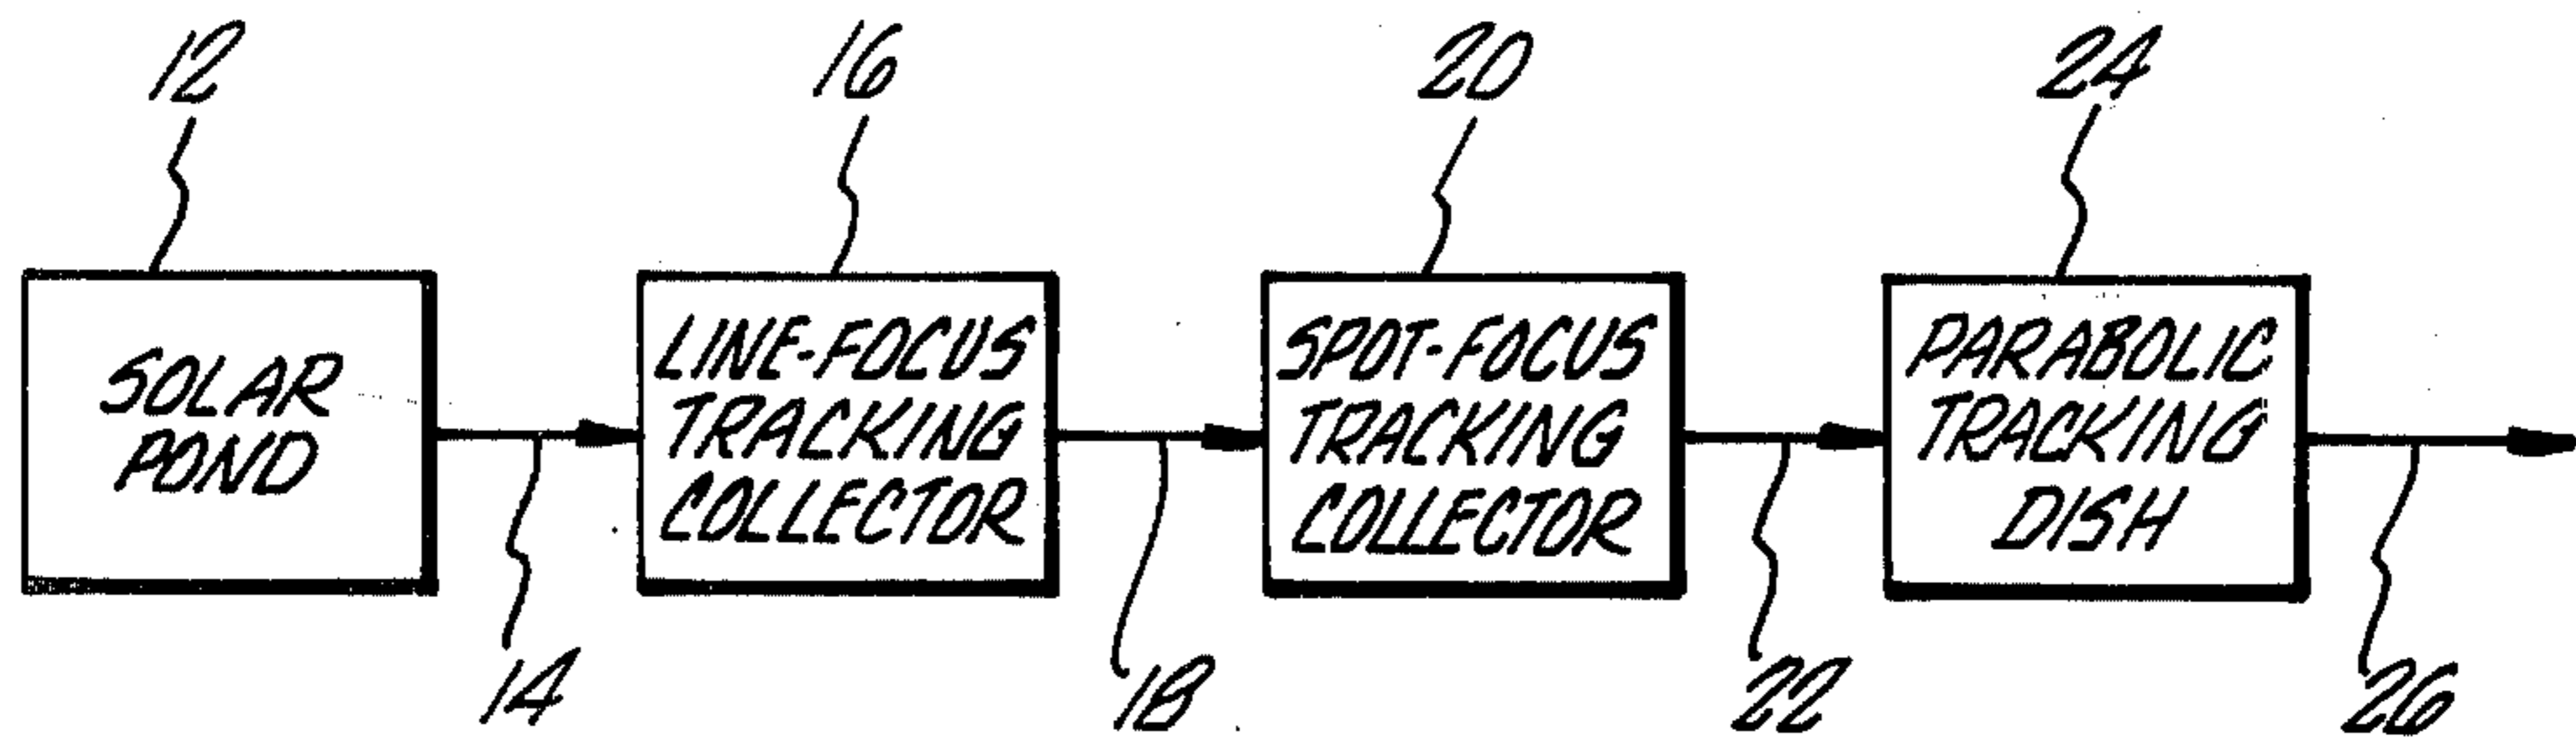 12
16
20
24
SOLAR
POND
LINE-FOCUS
TRACKING
COLLECTOR
SPOT-FOCUS
TRACKING
COLLECTOR
PARABOLIC
TRACKING
DISH
14
18
22
26